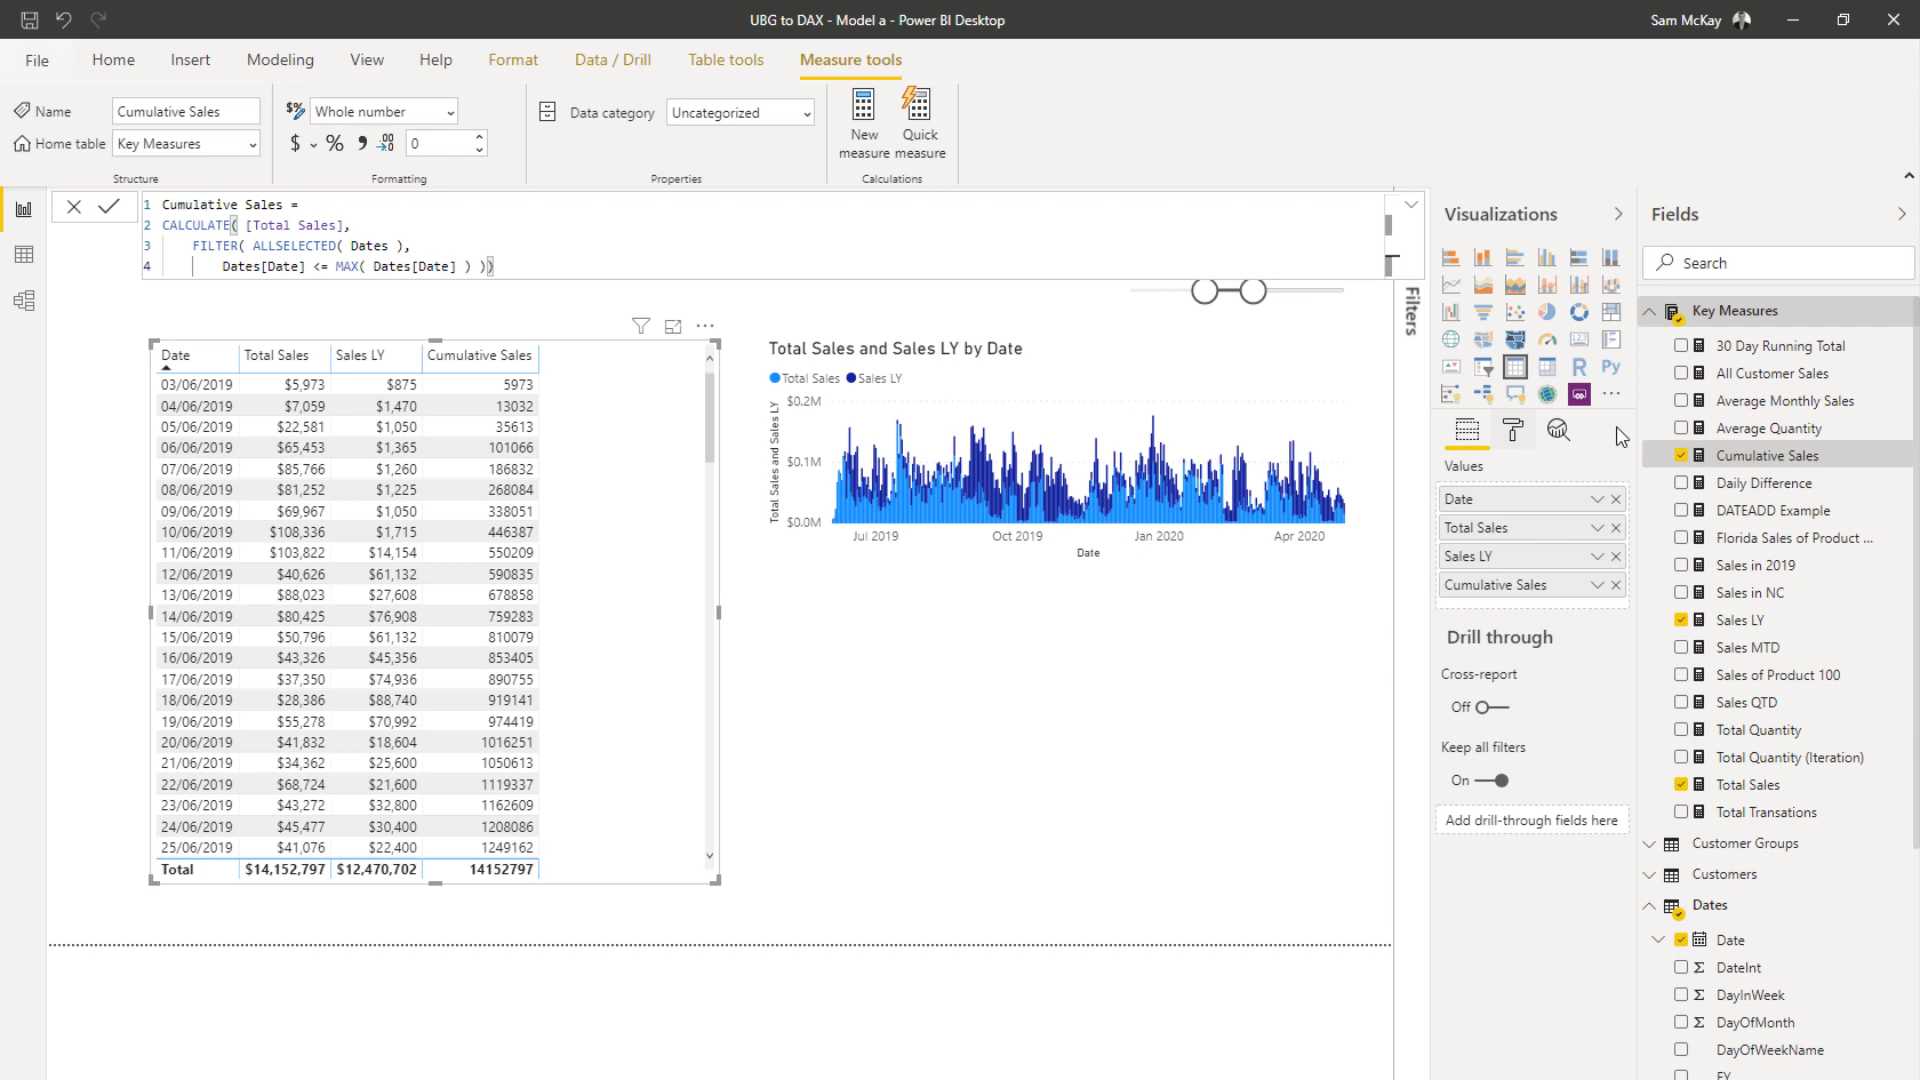 UBG to DAX - Model a - Power BI Desktop
Sam McKay
File Home Insert Modeling View Help Format Data / Drill Table tools Measure tools
Name Cumulative Sales
Home table Key Measures
Structure
Whole number
$ % 9 .00 0
Formatting
Data category Uncategorized
Properties
New measure
Quick measure
Calculations
1 Cumulative Sales =
2 CALCULATE( [Total Sales],
3 FILTER( ALLSELECTED( Dates ),
4 Dates[Date] <= MAX( Dates[Date] ) ))
Date Total Sales Sales LY Cumulative Sales
03/06/2019 $5,973 $875 5973
04/06/2019 $7,059 $1,470 13032
05/06/2019 $22,581 $1,050 35613
06/06/2019 $65,453 $1,365 101066
07/06/2019 $85,766 $1,260 186832
08/06/2019 $81,252 $1,225 268084
09/06/2019 $69,967 $1,050 338051
10/06/2019 $108,336 $1,715 446387
11/06/2019 $103,822 $14,154 550209
12/06/2019 $40,626 $61,132 590835
13/06/2019 $88,023 $27,608 678858
14/06/2019 $80,425 $76,908 759283
15/06/2019 $50,796 $61,132 810079
16/06/2019 $43,326 $45,356 853405
17/06/2019 $37,350 $74,936 890755
18/06/2019 $28,386 $88,740 919141
19/06/2019 $55,278 $70,992 974419
20/06/2019 $41,832 $18,604 1016251
21/06/2019 $34,362 $25,600 1050613
22/06/2019 $68,724 $21,600 1119337
23/06/2019 $43,272 $32,800 1162609
24/06/2019 $45,477 $30,400 1208086
25/06/2019 $41,076 $22,400 1249162
Total $14,152,797 $12,470,702 14152797
Total Sales and Sales LY by Date
Total Sales Sales LY
Total Sales and Sales LY
$0.2M
$0.1M
$0.0M
Jul 2019 Oct 2019 Jan 2020 Apr 2020
Date
Filters
Visualizations
R Py
Values
Date
Total Sales
Sales LY
Cumulative Sales
Drill through
Cross-report
Off
Keep all filters
On
Add drill-through fields here
Fields
Search
Key Measures
30 Day Running Total
All Customer Sales
Average Monthly Sales
Average Quantity
Cumulative Sales
Daily Difference
DATEADD Example
Florida Sales of Product ...
Sales in 2019
Sales in NC
Sales LY
Sales MTD
Sales of Product 100
Sales QTD
Total Quantity
Total Quantity (Iteration)
Total Sales
Total Transations
Customer Groups
Customers
Dates
Date
DateInt
DayInWeek
DayOfMonth
DayOfWeekName
FY